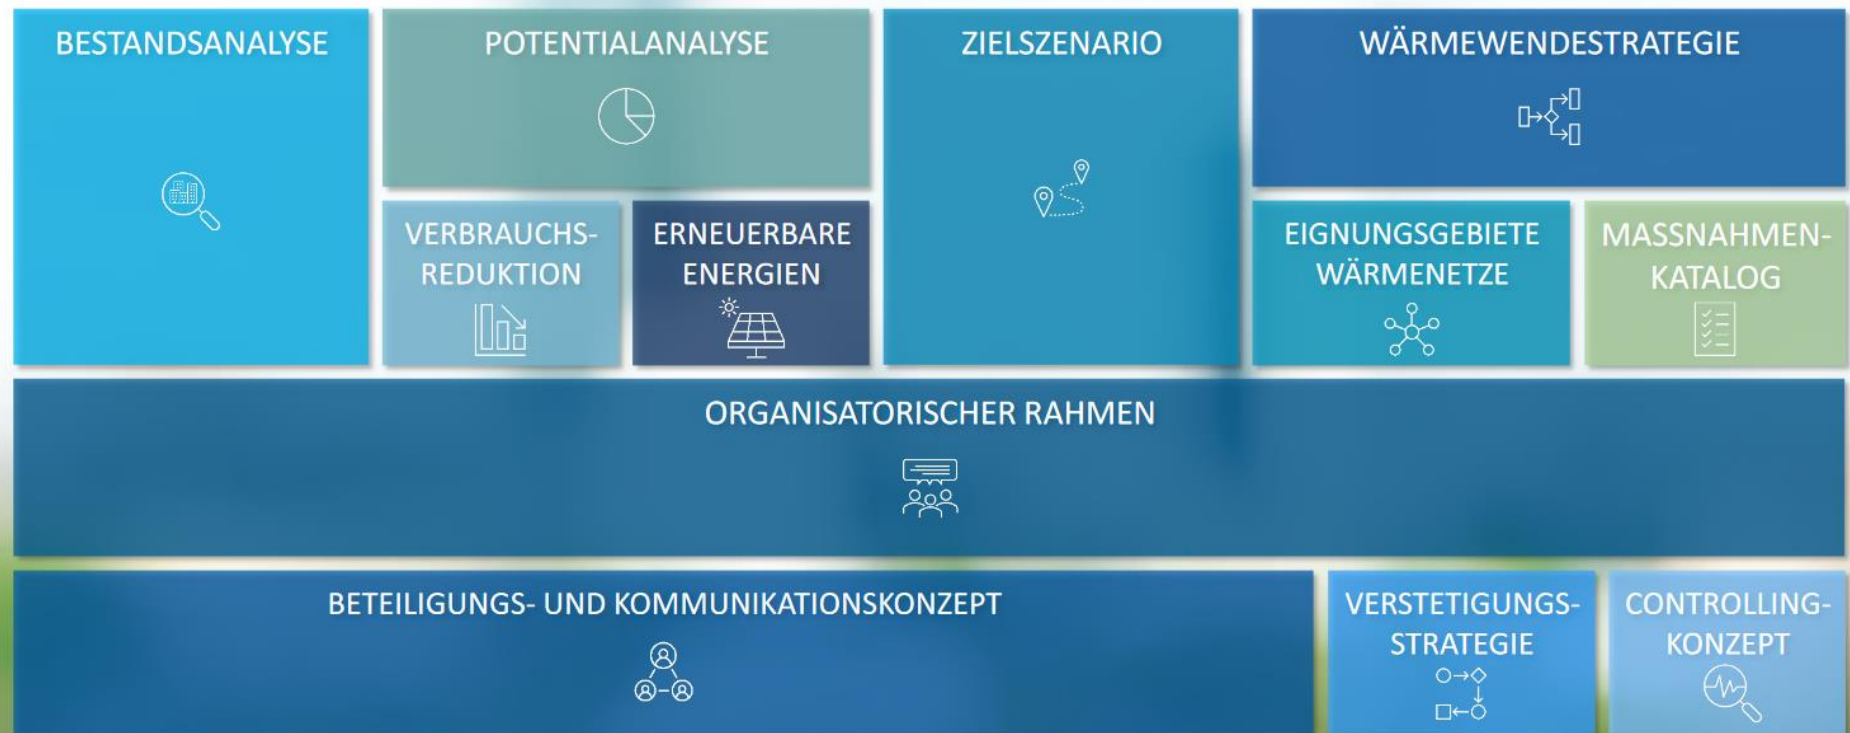 BESTANDSANALYSE
POTENTIALANALYSE
ZIELSZENARIO
WÄRMEWENDESTRATEGIE
VERBRAUCHS-
REDUKTION
ERNEUERBARE
ENERGIEN
EIGNUNGSGEBIETE
WÄRMENETZE
MASSNAHMEN-
KATALOG
ORGANISATORISCHER RAHMEN
BETEILIGUNGS- UND KOMMUNIKATIONSKONZEPT
VERSTETIGUNGS-
STRATEGIE
CONTROLLING-
KONZEPT